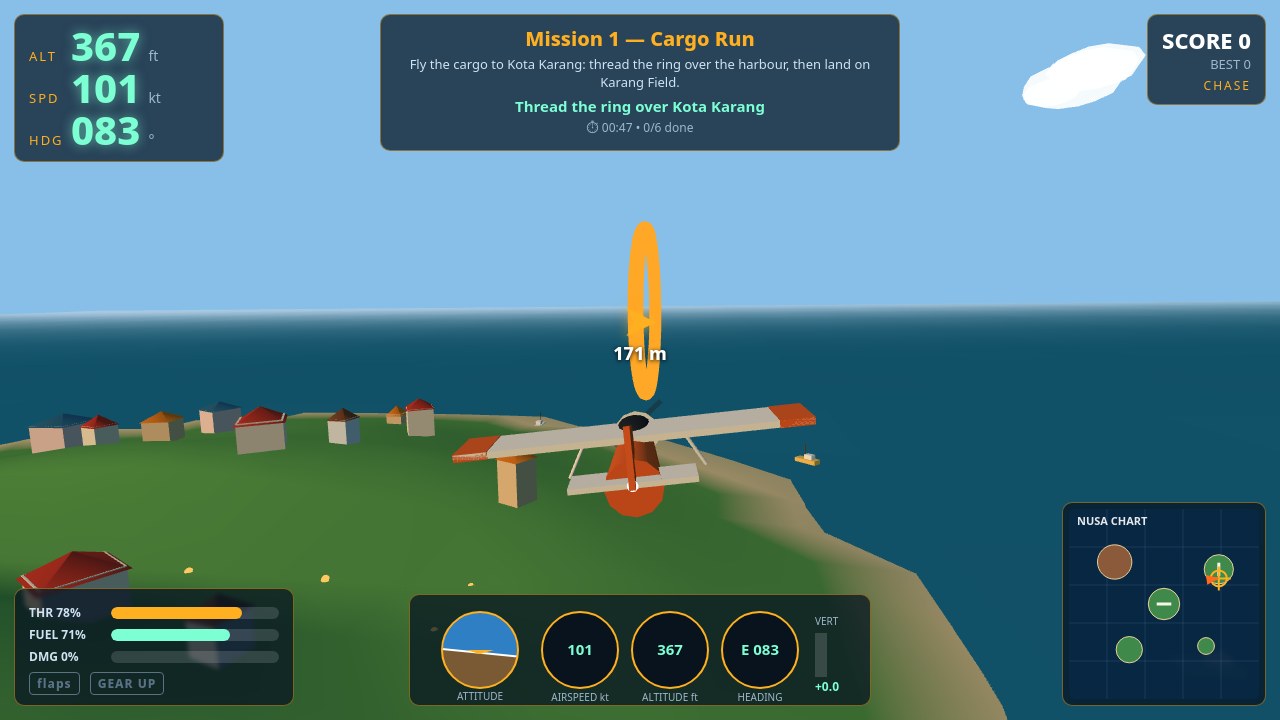 ALT 367 ft
SPD 101 kt
HDG 083 °
Mission 1 — Cargo Run
Fly the cargo to Kota Karang: thread the ring over the harbour, then land on
Karang Field.
Thread the ring over Kota Karang
⏱ 00:47 • 0/6 done
SCORE 0
BEST 0
CHASE
171 m
NUSA CHART
THR 78%
FUEL 71%
DMG 0%
flaps GEAR UP
101 367 E 083
ATTITUDE AIRSPEED kt ALTITUDE ft HEADING
VERT
+0.0